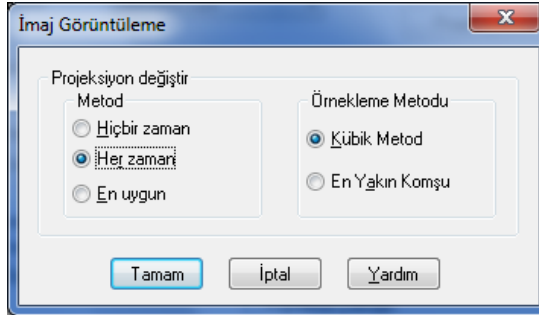 İmaj Görüntüleme
Projeksiyon değiştir
Metod
Hiçbir zaman
Her zaman
En uygun
Örnekleme Metodu
Kübik Metod
En Yakın Komşu
Tamam
İptal
Yardım